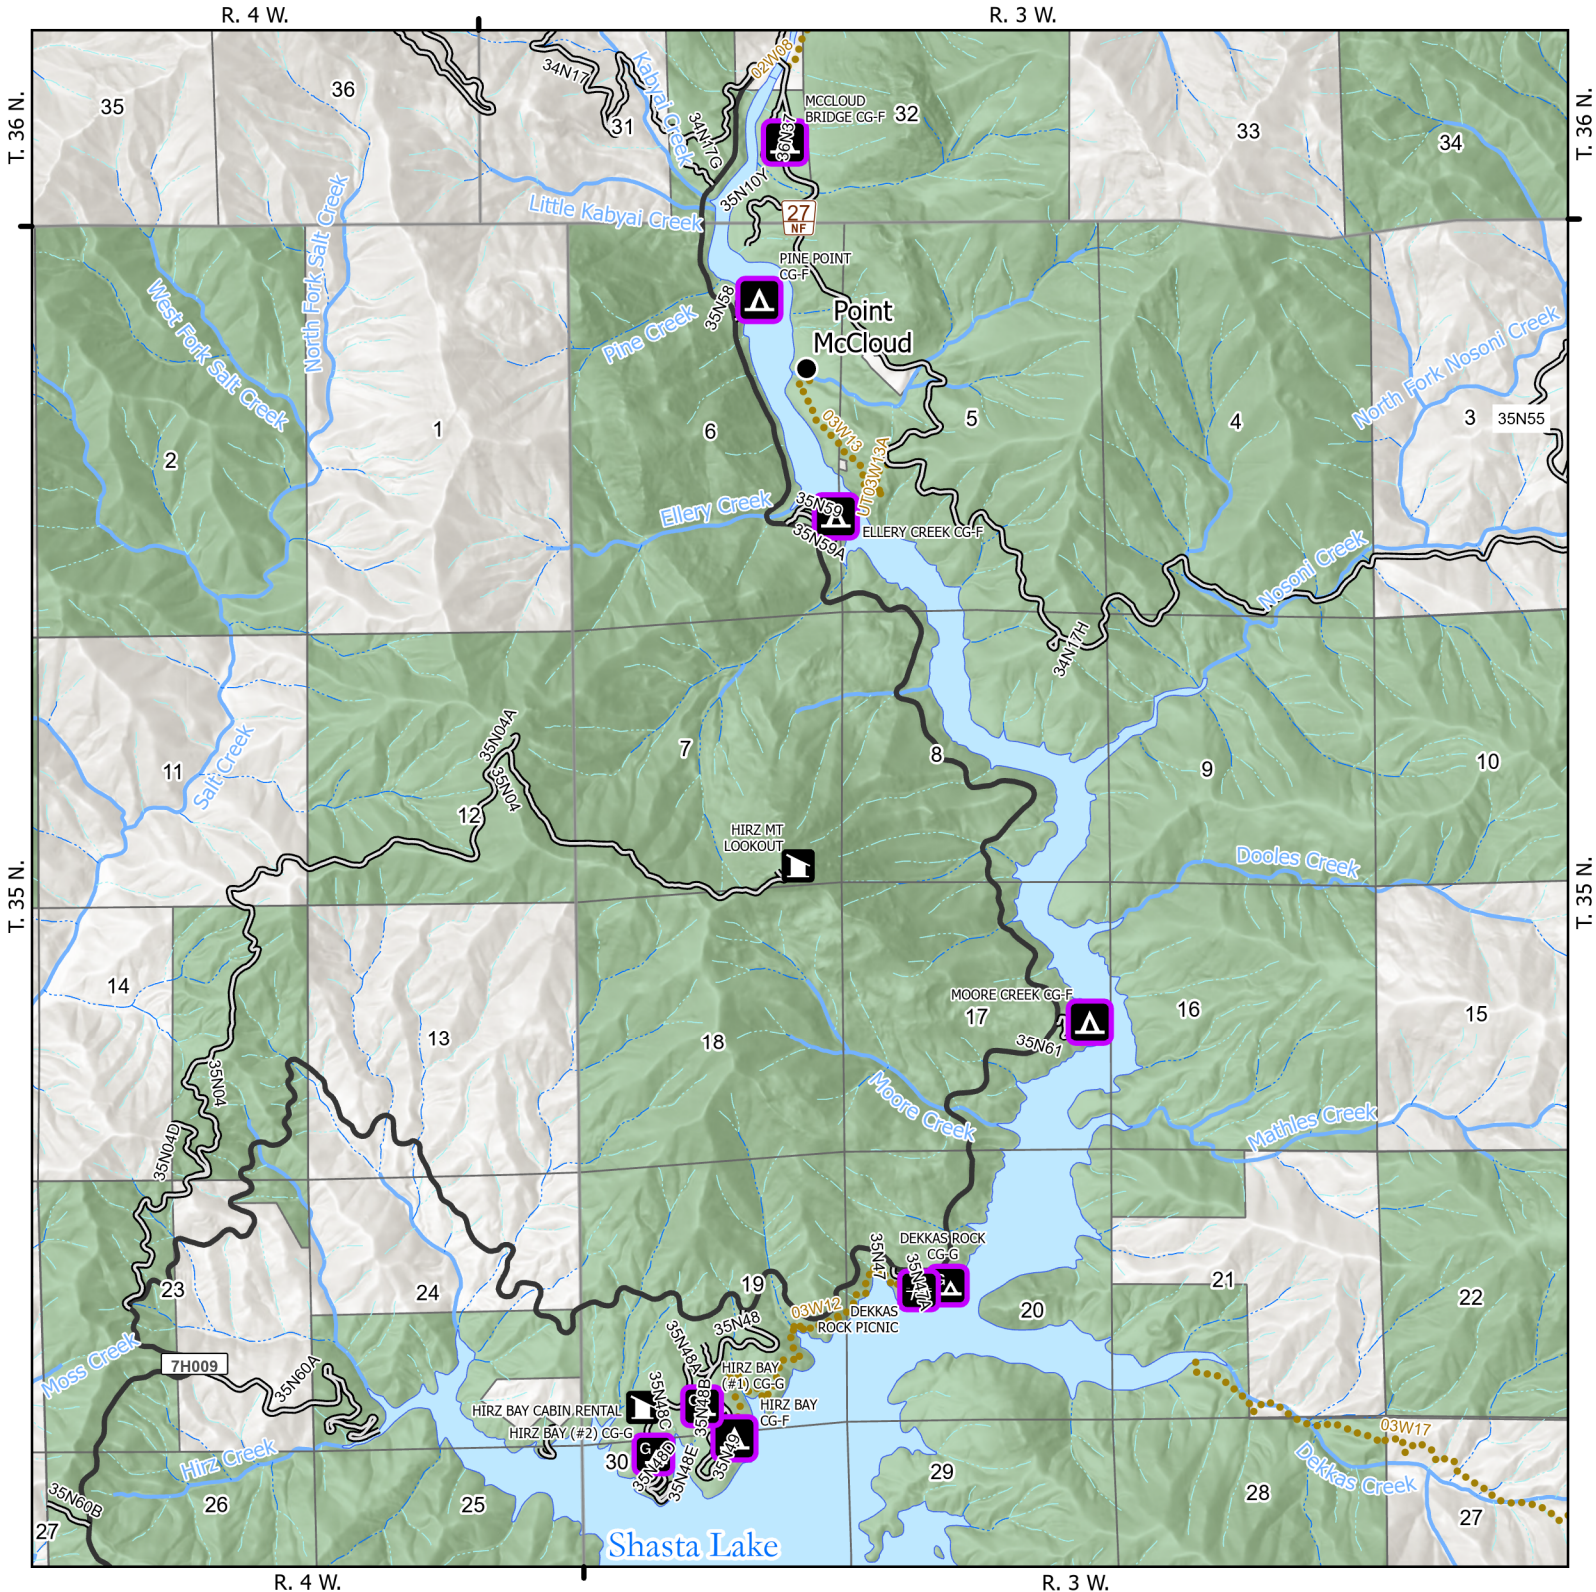 R. 4 W.
R. 3 W.
T. 36 N.
T. 36 N.
35
36
34N17
31
Kabyai Creek
34N17G
02W08
MCCLOUD
BRIDGE CG-F
36N37
32
33
34
35N10Y
Little Kabyai Creek
27
NF
North Fork Salt Creek
West Fork Salt Creek
PINE POINT
CG-F
35N58
Pine Creek
Point
McCloud
North Fork Nosoni Creek
2
1
6
5
4
3
35N55
03W13
UT03W13A
Ellery Creek
35N59
35N59A
ELLERY CREEK CG-F
Nosoni Creek
34N17H
Salt Creek
11
12
35N04A
35N04
7
8
9
10
HIRZ MT
LOOKOUT
Dooles Creek
T. 35 N.
T. 35 N.
14
13
18
MOORE CREEK CG-F
17
35N61
16
15
35N04
35N04D
Moore Creek
Mathles Creek
23
24
19
35N47
DEKKAS ROCK
CG-G
35N47A
20
21
22
03W12
DEKKAS
ROCK PICNIC
Moss Creek
7H009
35N60A
35N48
35N48A
HIRZ BAY
(#1) CG-G
35N48B
35N48C
HIRZ BAY CABIN RENTAL
HIRZ BAY (#2) CG-G
HIRZ BAY
CG-F
35N49
G
30
35N48D
35N48E
Hirz Creek
35N60B
27
26
25
29
28
27
03W17
Dekkas Creek
Shasta Lake
R. 4 W.
R. 3 W.